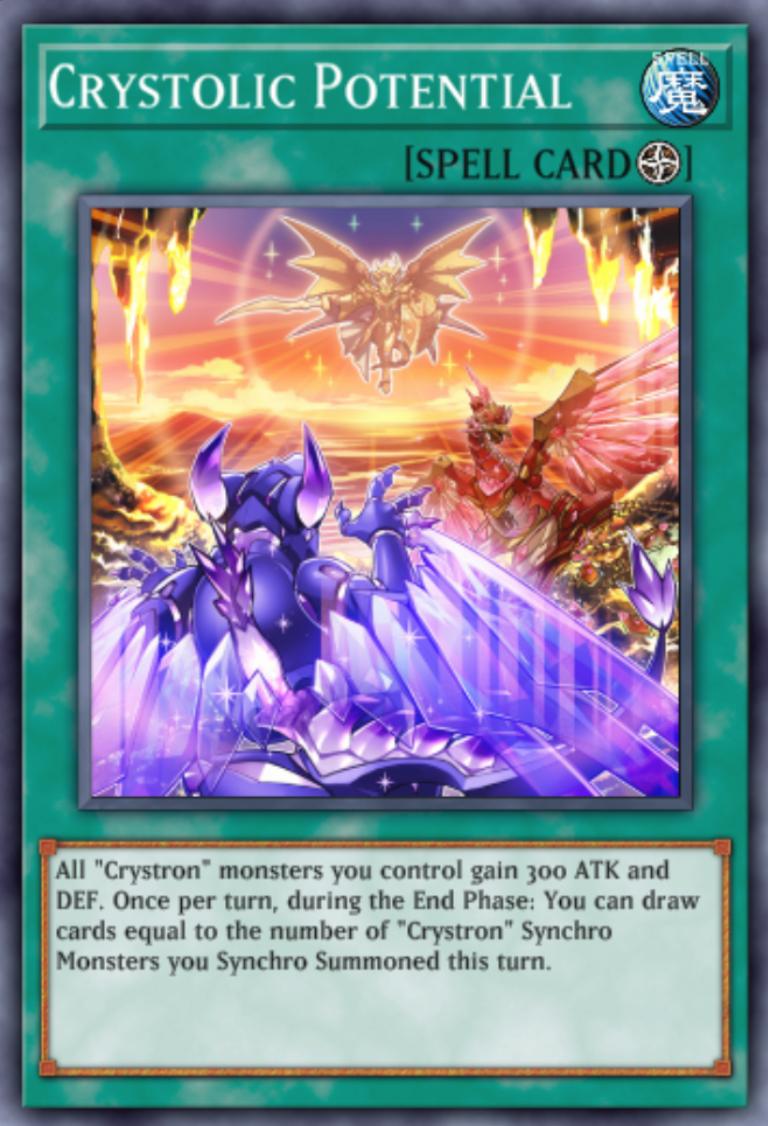 CRYSTOLIC POTENTIAL
SPELL
魔
[SPELL CARD]
All "Crystron" monsters you control gain 300 ATK and
DEF. Once per turn, during the End Phase: You can draw
cards equal to the number of "Crystron" Synchro
Monsters you Synchro Summoned this turn.